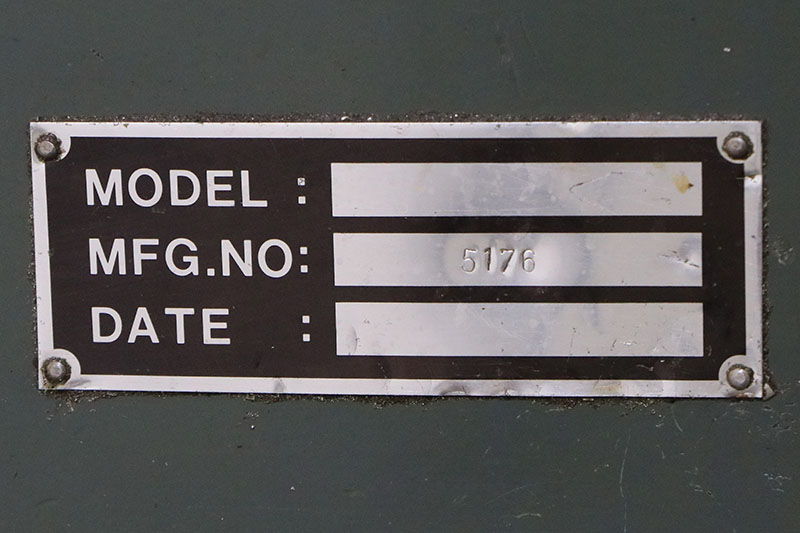 MODEL :
MFG.NO: 5176
DATE :